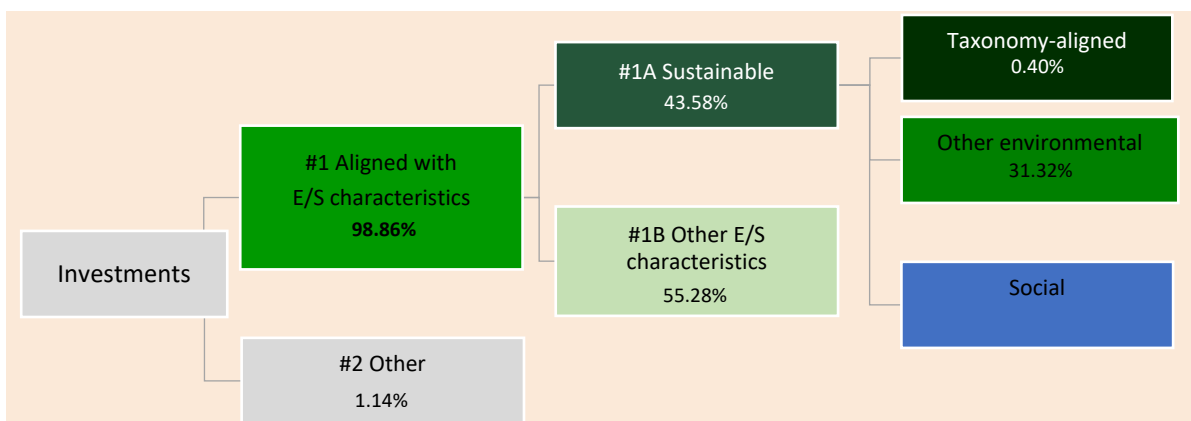 Investments
#1 Aligned with
E/S characteristics
98.86%
#2 Other
1.14%
#1A Sustainable
43.58%
#1B Other E/S
characteristics
55.28%
Taxonomy-aligned
0.40%
Other environmental
31.32%
Social